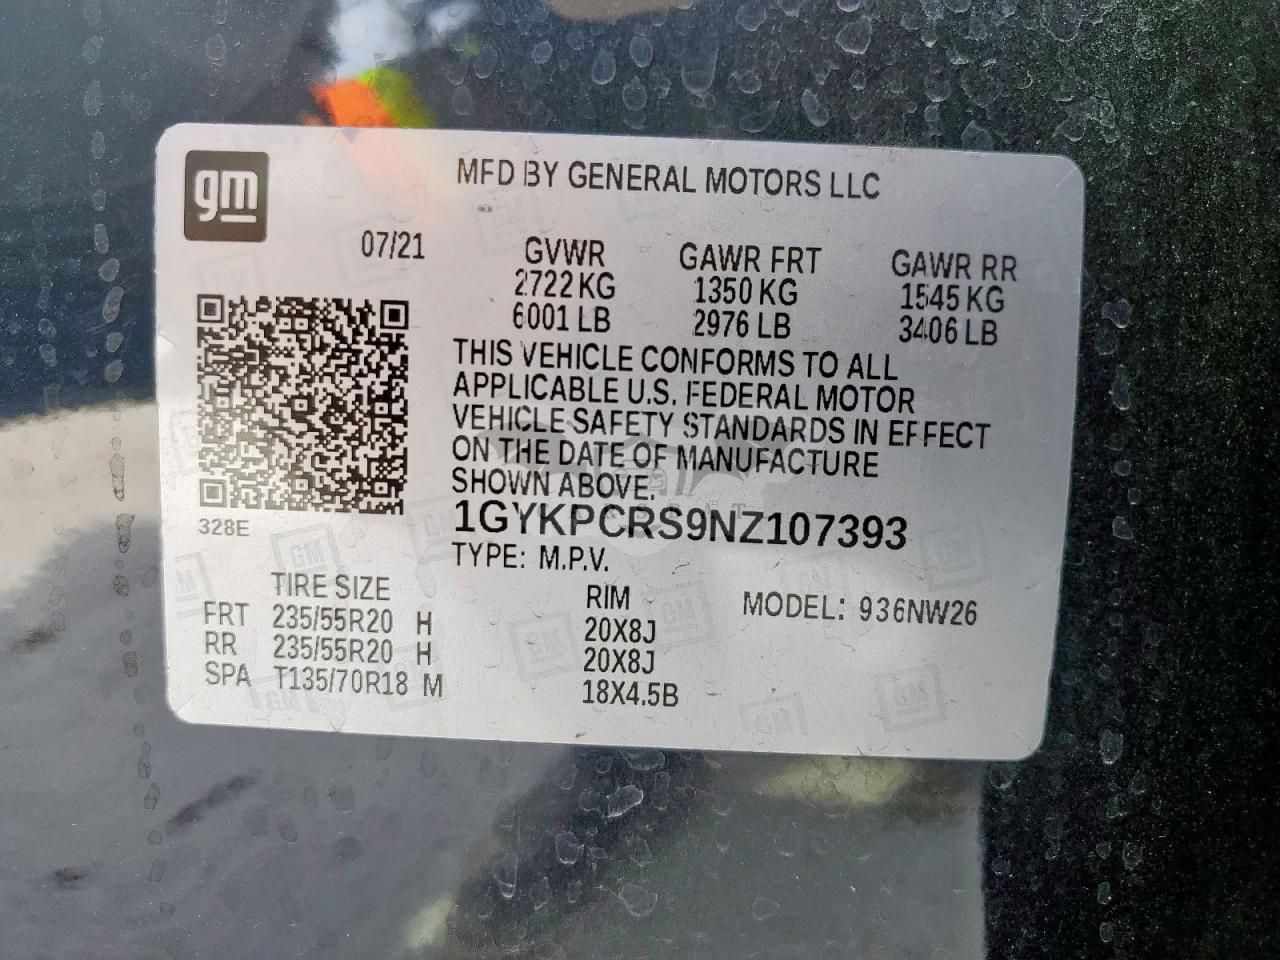 gm
MFD BY GENERAL MOTORS LLC
07/21 GVWR GAWR FRT GAWR RR
2722 KG 1350 KG 1545 KG
6001 LB 2976 LB 3406 LB
THIS VEHICLE CONFORMS TO ALL
APPLICABLE U.S. FEDERAL MOTOR
VEHICLE SAFETY STANDARDS IN EFFECT
ON THE DATE OF MANUFACTURE
SHOWN ABOVE.
328E
1GYKPCRS9NZ107393
TYPE: M.P.V.
TIRE SIZE RIM MODEL: 936NW26
FRT 235/55R20 H 20X8J
RR 235/55R20 H 20X8J
SPA T135/70R18 M 18X4.5B